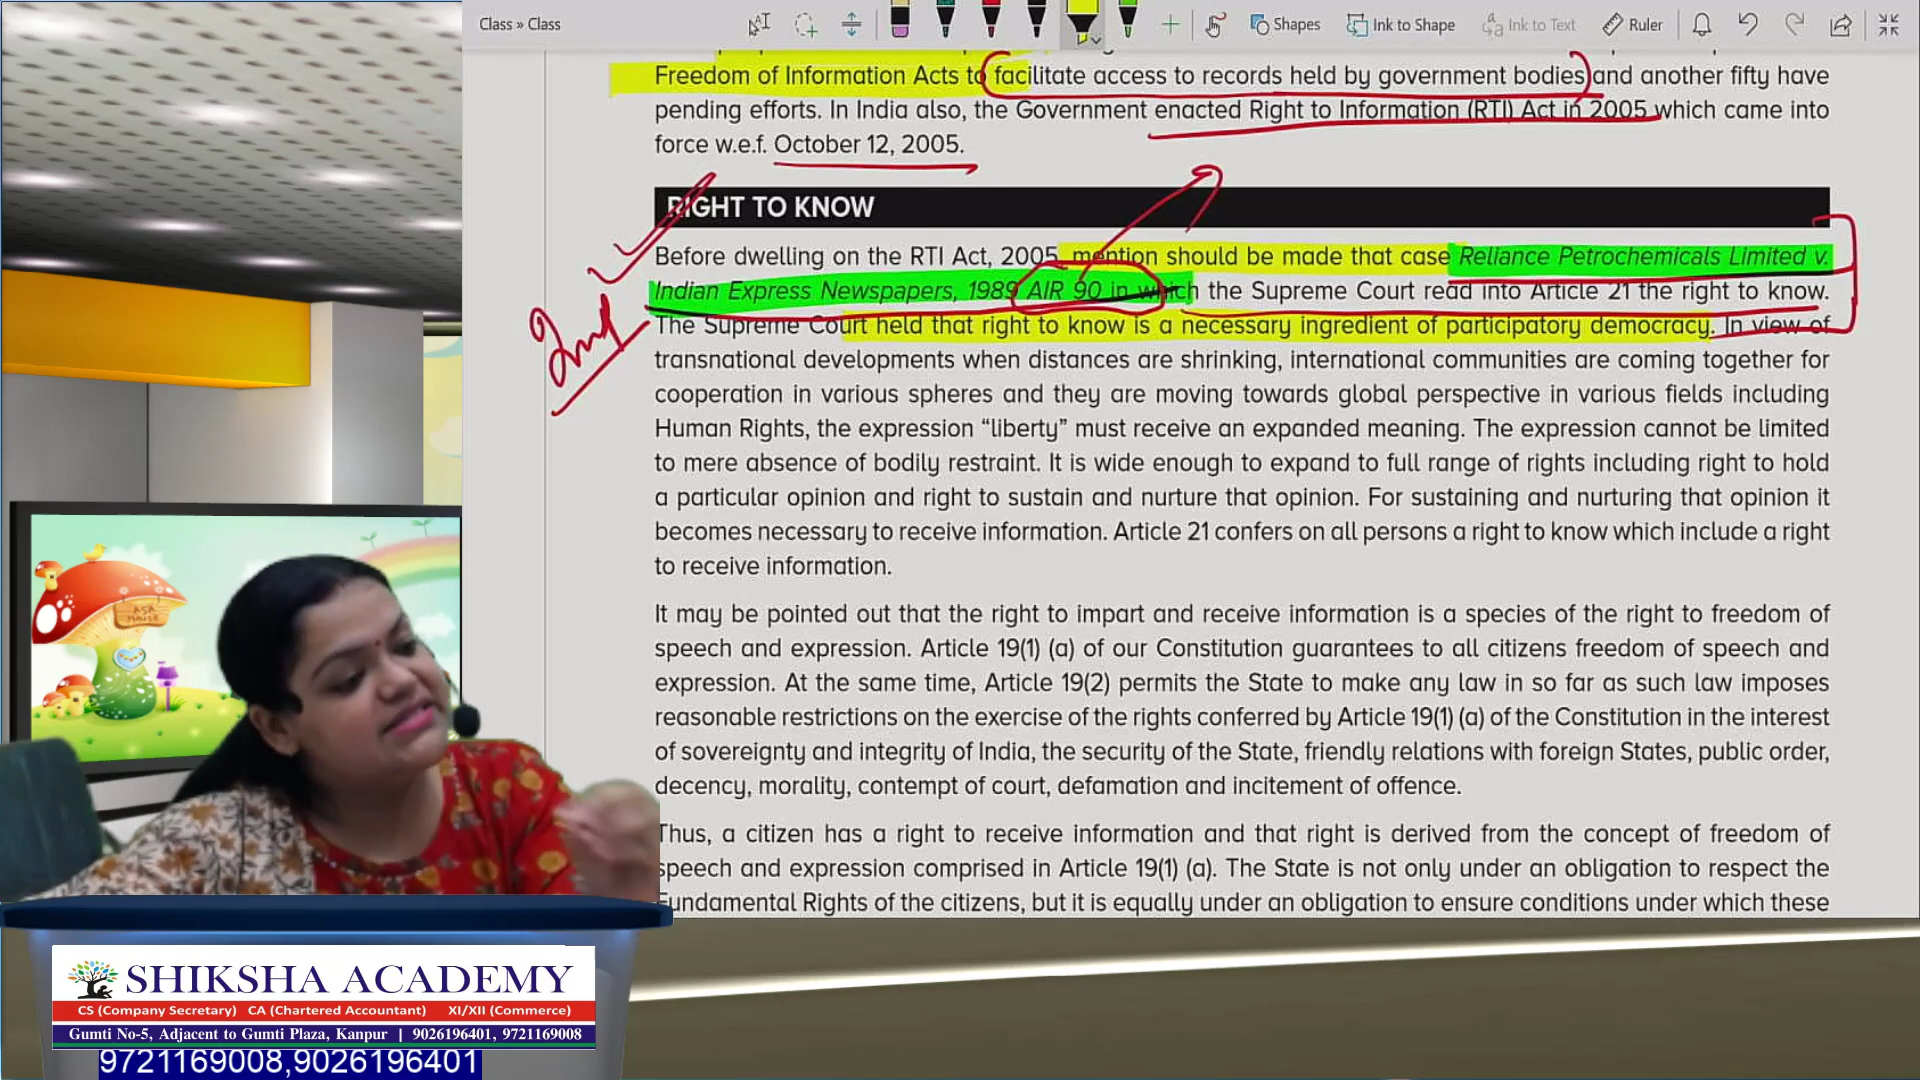 Class » Class
Shapes
Ink to Shape
Ink to Text
Ruler
Freedom of Information Acts to facilitate access to records held by government bodies and another fifty have
pending efforts. In India also, the Government enacted Right to Information (RTI) Act in 2005 which came into
force w.e.f. October 12, 2005.
RIGHT TO KNOW
Before dwelling on the RTI Act, 2005, mention should be made that case Reliance Petrochemicals Limited v.
Indian Express Newspapers, 1989 AIR 90 in which the Supreme Court read into Article 21 the right to know.
The Supreme Court held that right to know is a necessary ingredient of participatory democracy. In view of
transnational developments when distances are shrinking, international communities are coming together for
cooperation in various spheres and they are moving towards global perspective in various fields including
Human Rights, the expression “liberty” must receive an expanded meaning. The expression cannot be limited
to mere absence of bodily restraint. It is wide enough to expand to full range of rights including right to hold
a particular opinion and right to sustain and nurture that opinion. For sustaining and nurturing that opinion it
becomes necessary to receive information. Article 21 confers on all persons a right to know which include a right
to receive information.
It may be pointed out that the right to impart and receive information is a species of the right to freedom of
speech and expression. Article 19(1) (a) of our Constitution guarantees to all citizens freedom of speech and
expression. At the same time, Article 19(2) permits the State to make any law in so far as such law imposes
reasonable restrictions on the exercise of the rights conferred by Article 19(1) (a) of the Constitution in the interest
of sovereignty and integrity of India, the security of the State, friendly relations with foreign States, public order,
decency, morality, contempt of court, defamation and incitement of offence.
Thus, a citizen has a right to receive information and that right is derived from the concept of freedom of
speech and expression comprised in Article 19(1) (a). The State is not only under an obligation to respect the
Fundamental Rights of the citizens, but it is equally under an obligation to ensure conditions under which these
Imp
ASA
House
SHIKSHA ACADEMY
CS (Company Secretary) CA (Chartered Accountant) XI/XII (Commerce)
Gumti No-5, Adjacent to Gumti Plaza, Kanpur | 9026196401, 9721169008
9721169008,9026196401